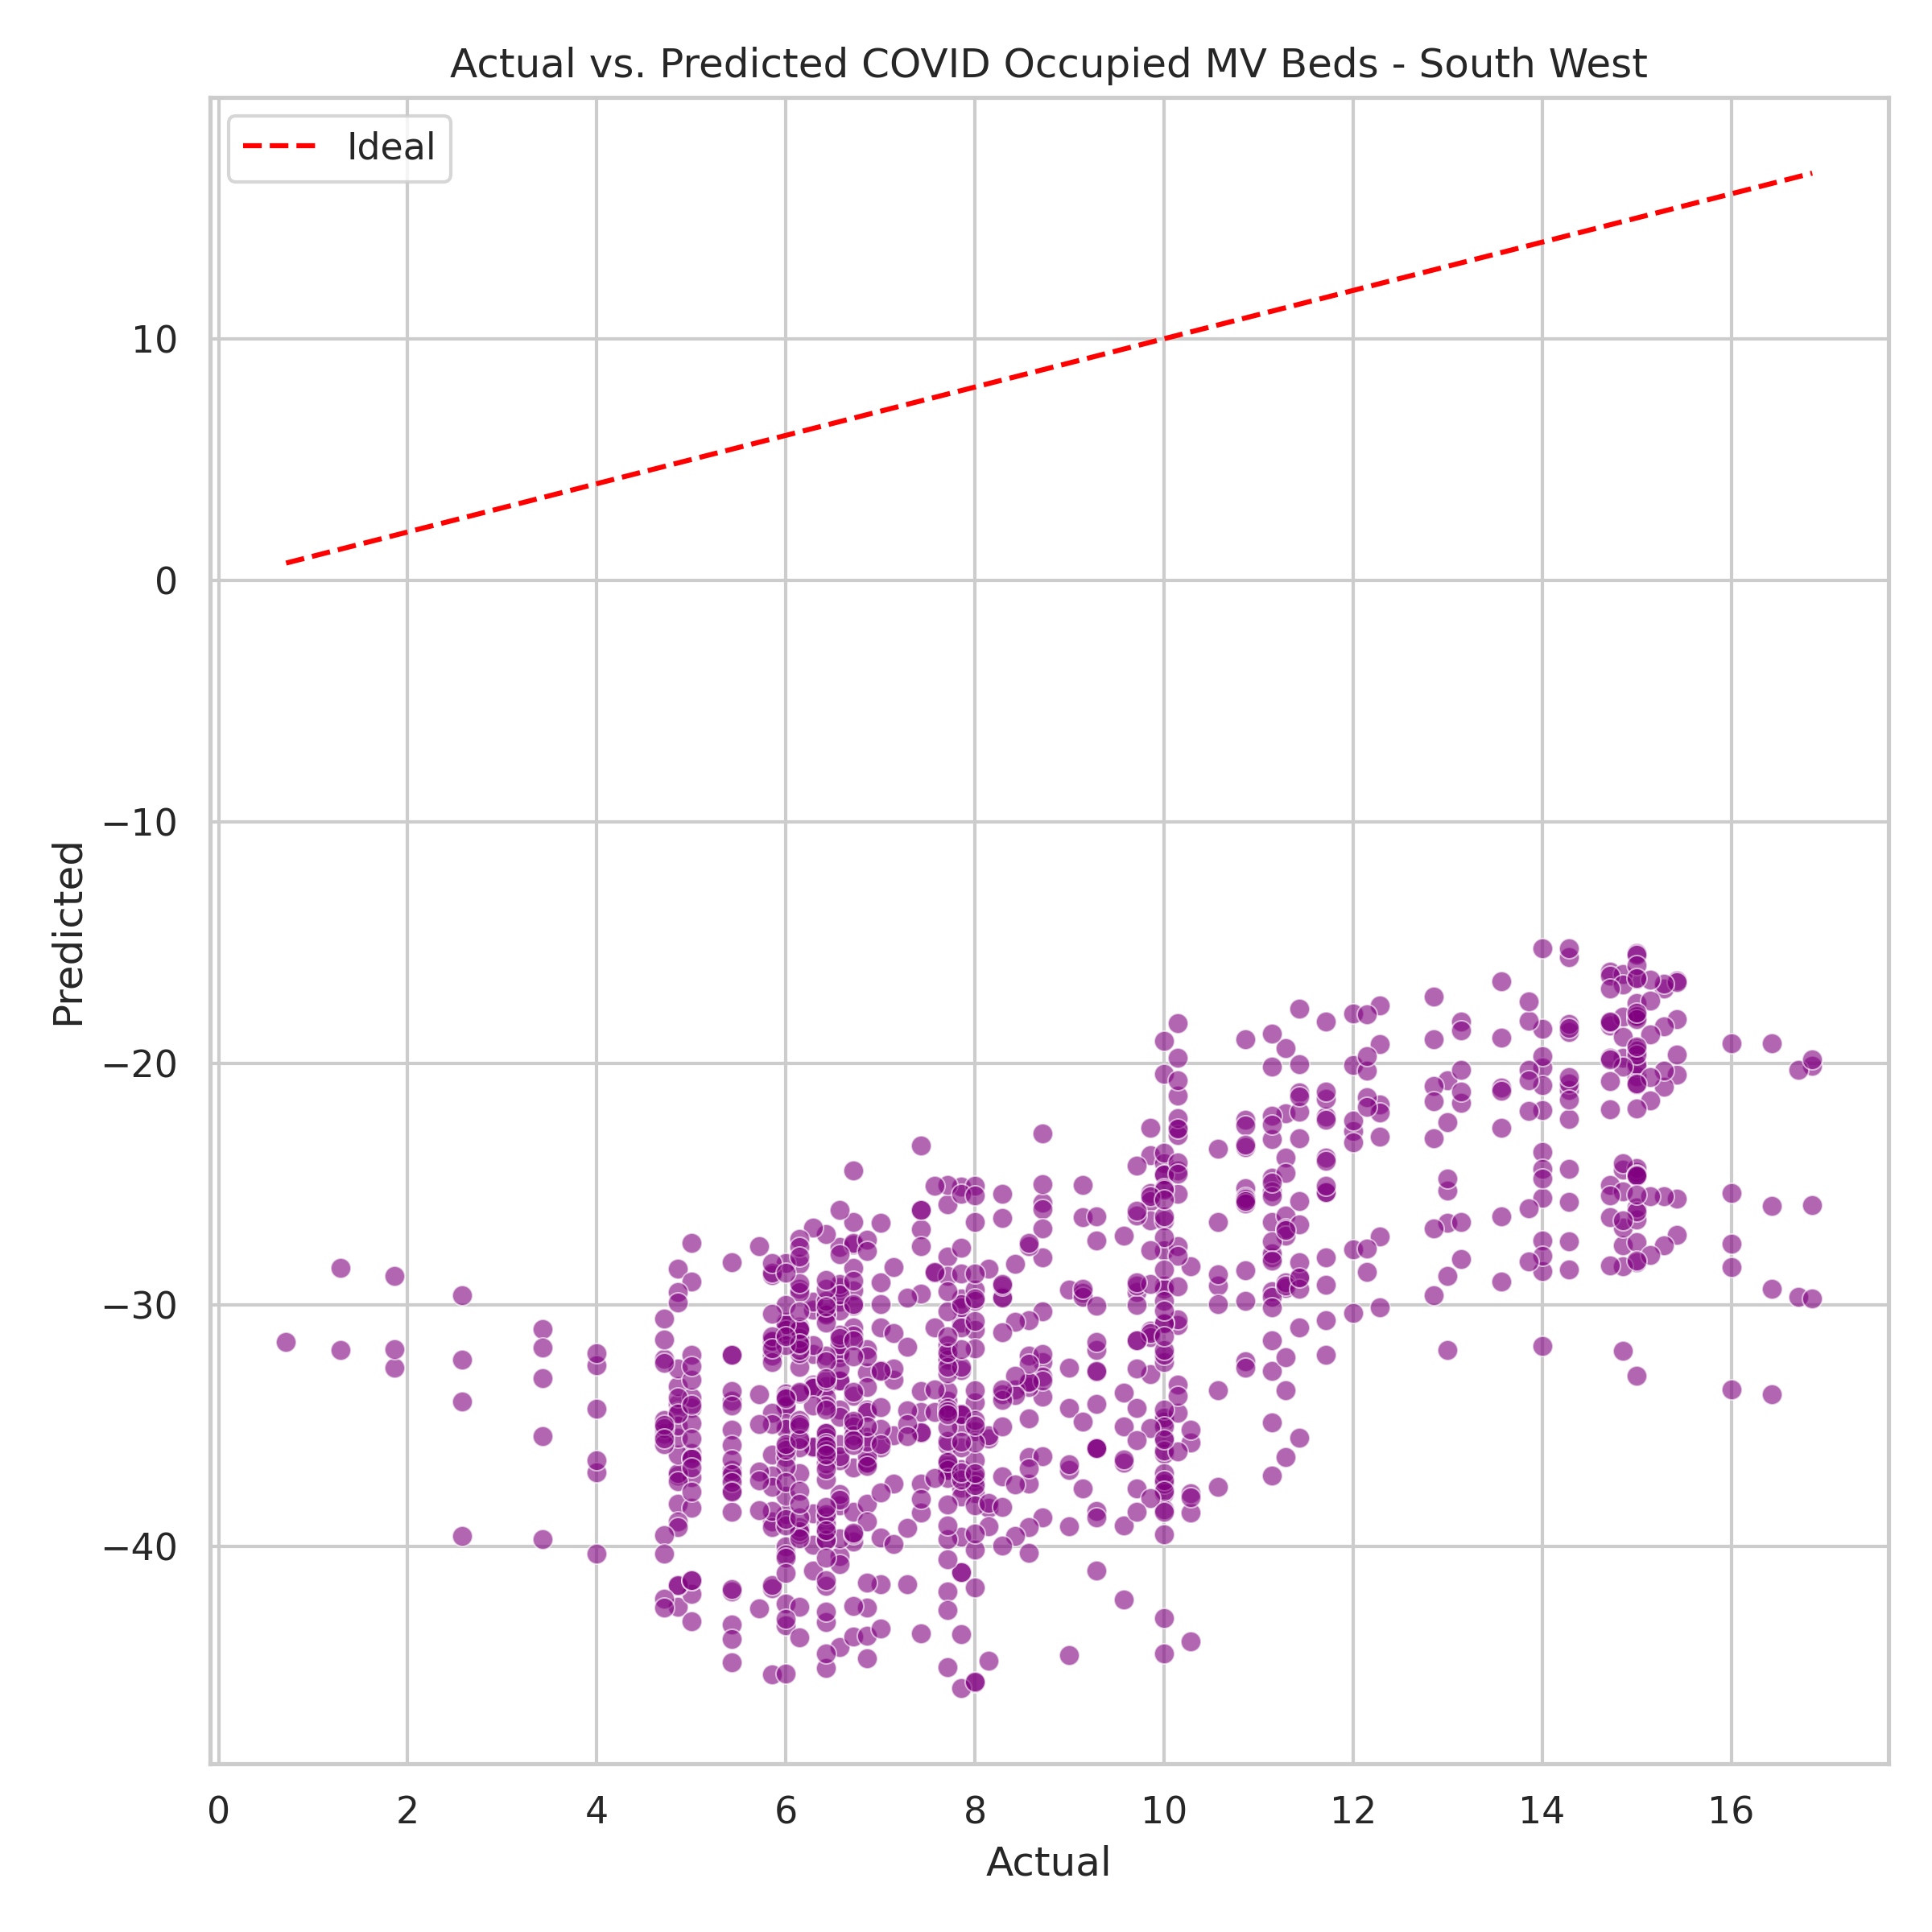 Actual vs. Predicted COVID Occupied MV Beds - South West
Ideal
10
0
−10
−20
−30
−40
Predicted
0 2 4 6 8 10 12 14 16
Actual